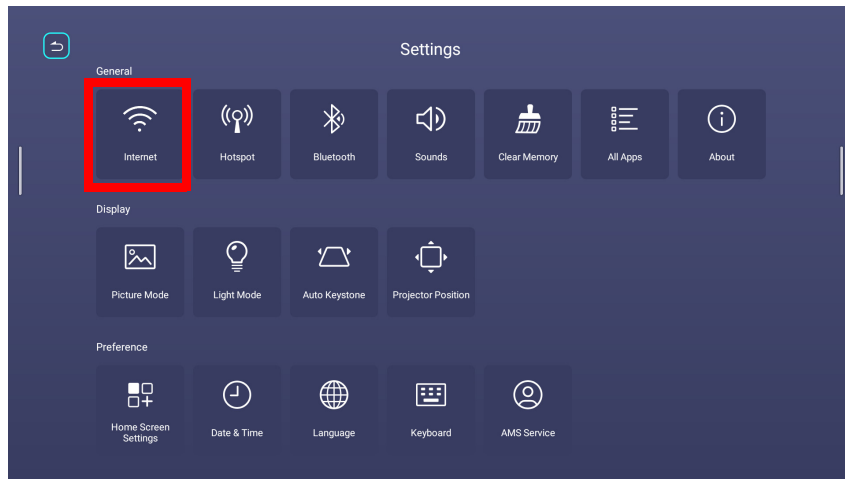 Settings
General
Internet
Hotspot
Bluetooth
Sounds
Clear Memory
All Apps
About
Display
Picture Mode
Light Mode
Auto Keystone
Projector Position
Preference
Home Screen
Settings
Date & Time
Language
Keyboard
AMS Service